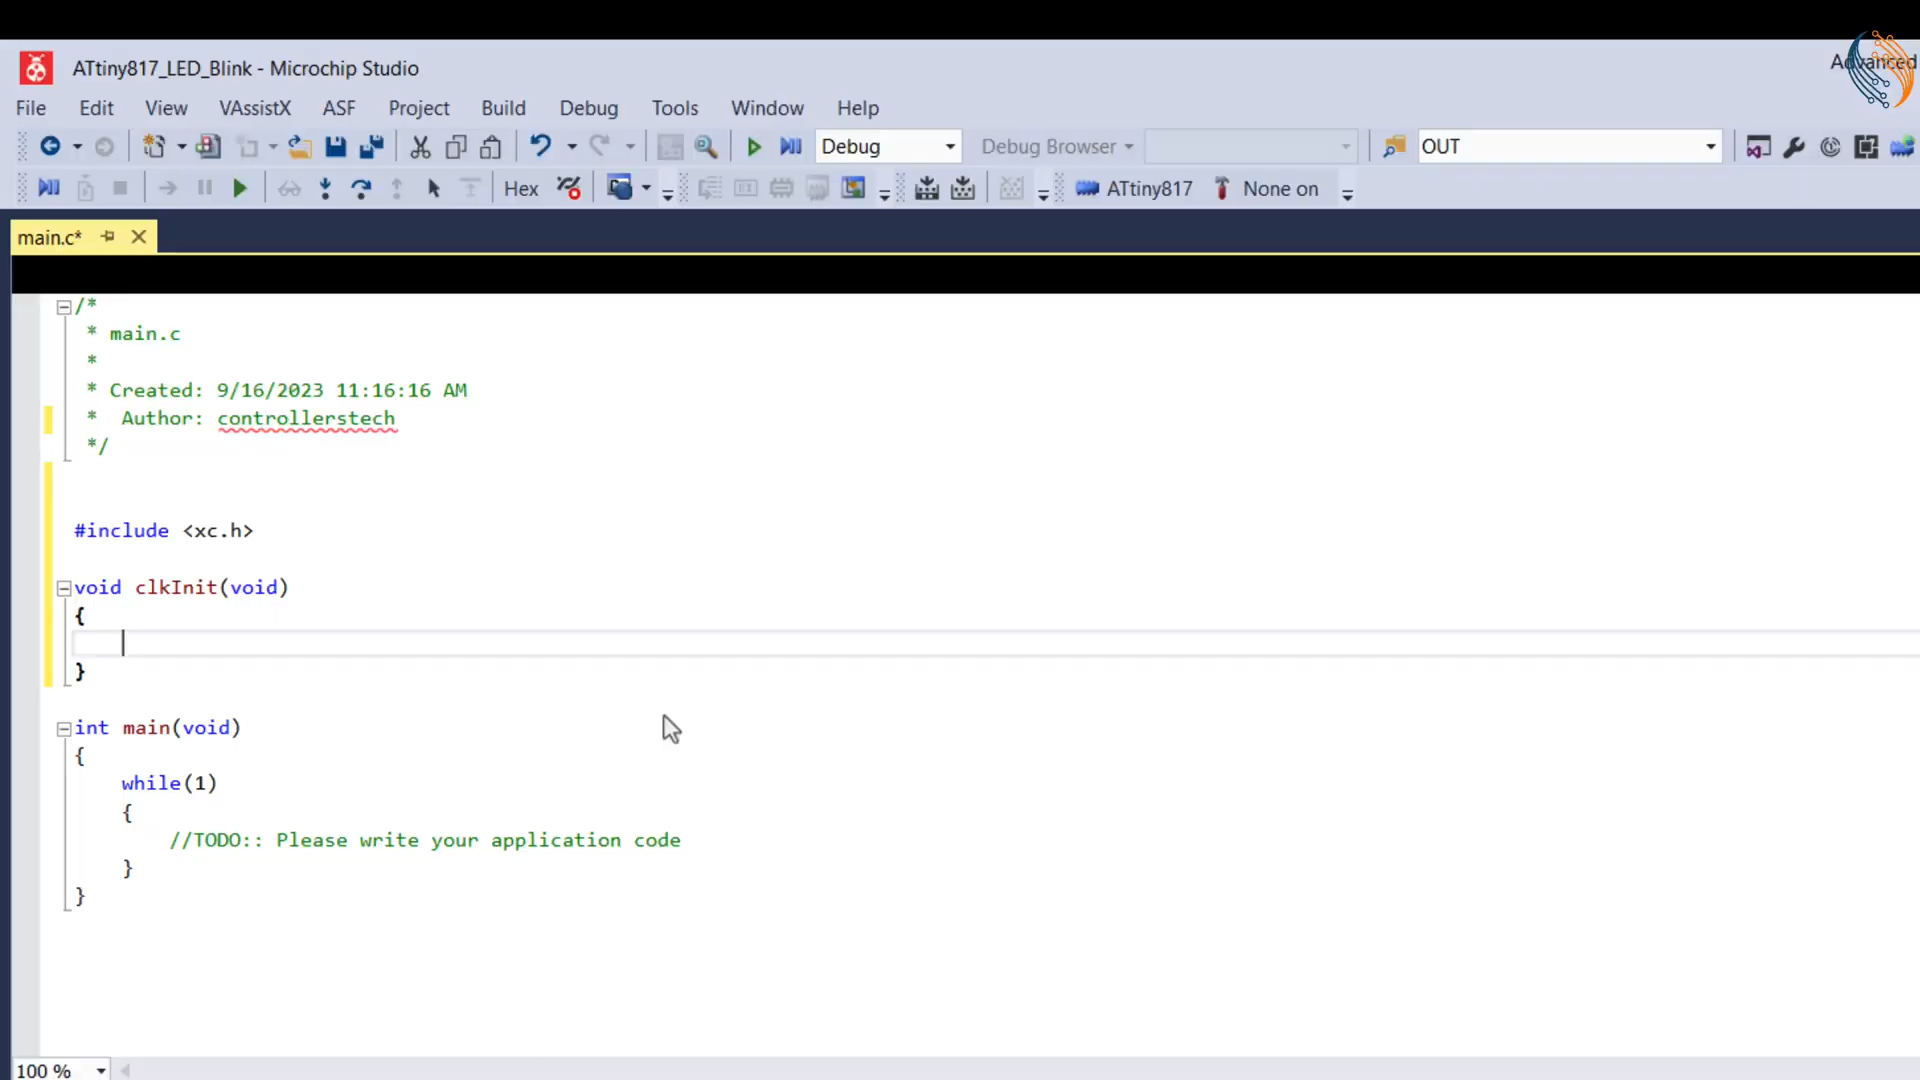 ATtiny817_LED_Blink - Microchip Studio
Advanced
File Edit View VAssistX ASF Project Build Debug Tools Window Help
Debug Debug Browser OUT
Hex ATtiny817 None on
main.c*
/*
* main.c
*
* Created: 9/16/2023 11:16:16 AM
* Author: controllerstech
*/
#include <xc.h>
void clkInit(void)
{
}
int main(void)
{
while(1)
{
//TODO:: Please write your application code
}
}
100 %